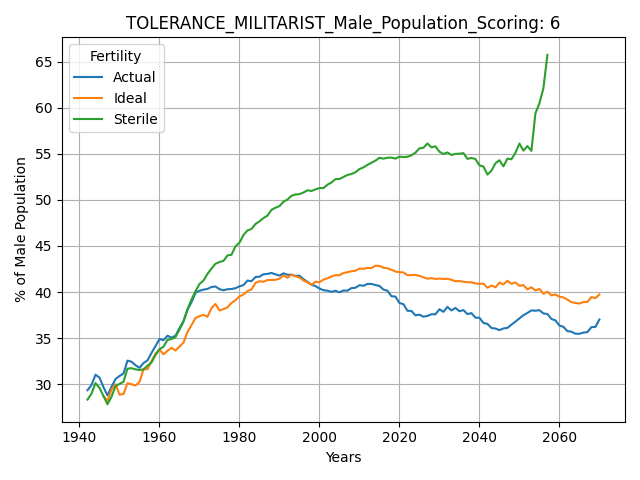 TOLERANCE_MILITARIST_Male_Population_Scoring: 6
Fertility
Actual
Ideal
Sterile
% of Male Population
65
60
55
50
45
40
35
30
1940 1960 1980 2000 2020 2040 2060
Years